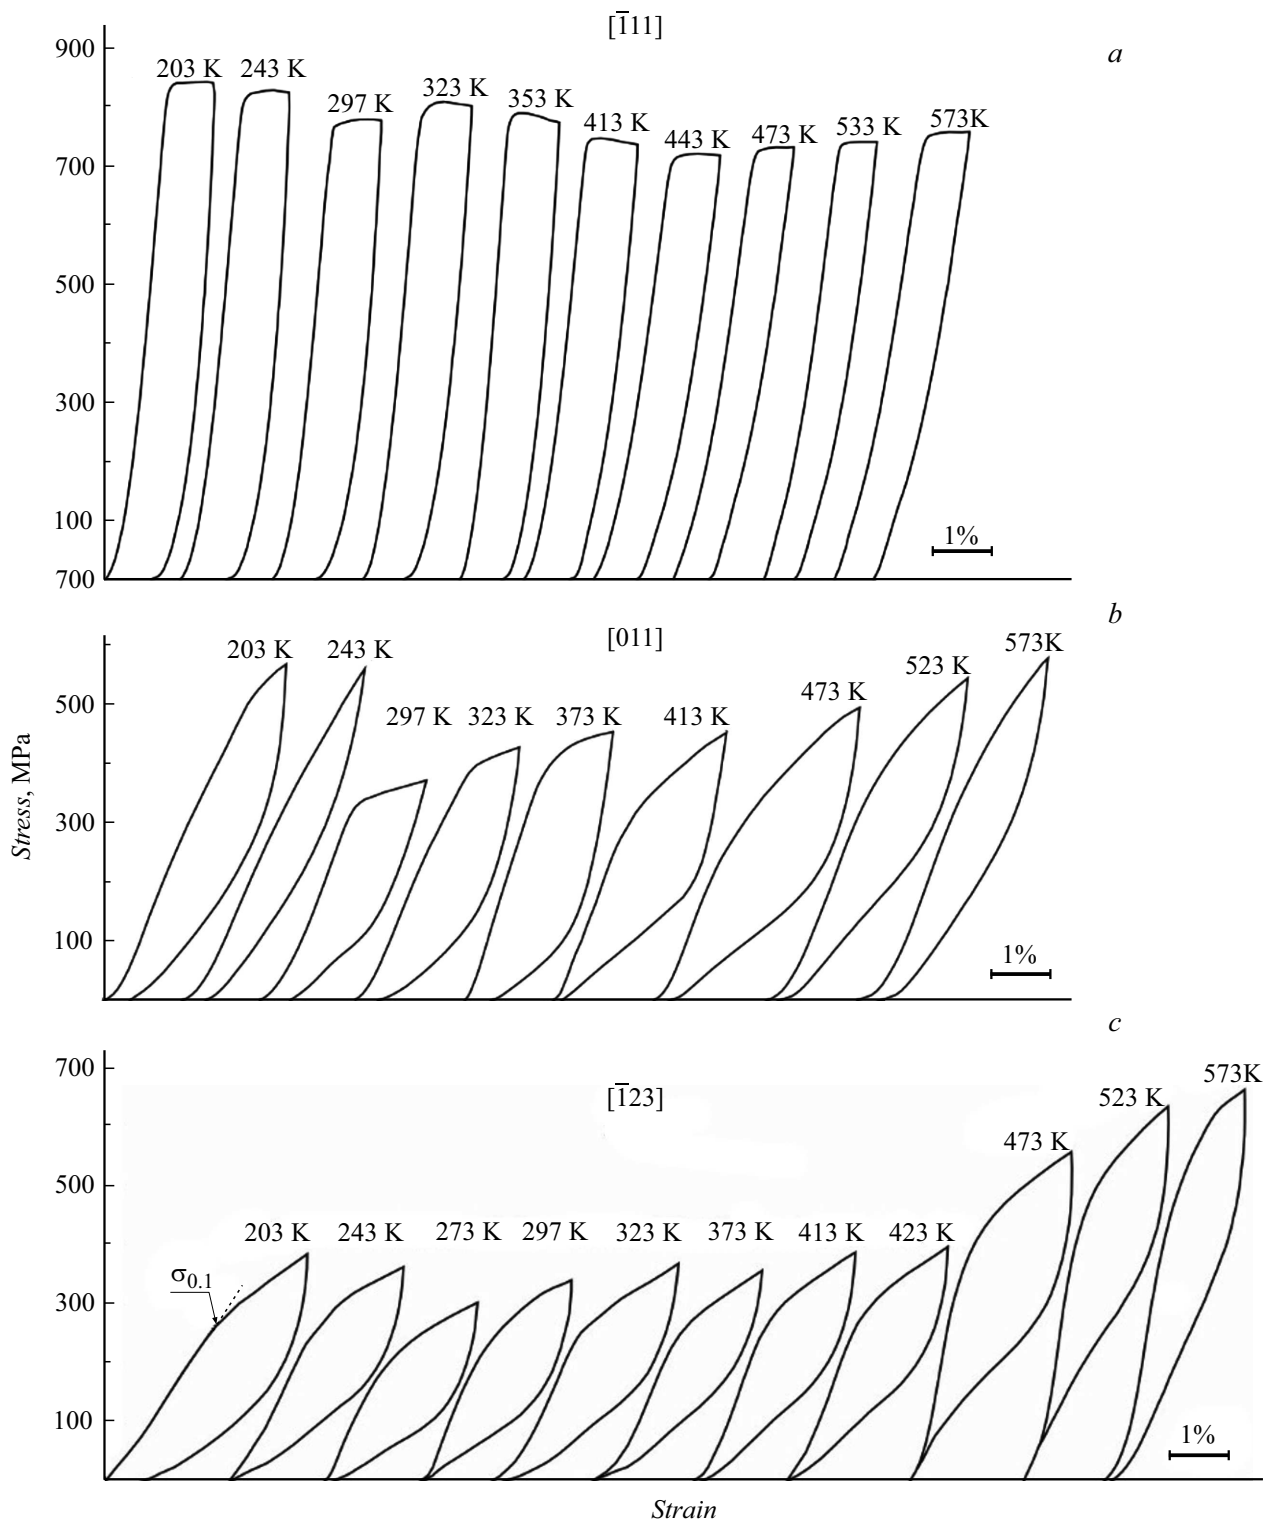 [1̅11]
a
900
203 K 243 K 297 K 323 K 353 K 413 K 443 K 473 K 533 K 573K
700
500
300
100
1%
700
b
[011]
203 K 243 K 297 K 323 K 373 K 413 K 473 K 523 K 573K
500
300
100
1%
Stress, MPa
c
700
[1̅23]
203 K 243 K 273 K 297 K 323 K 373 K 413 K 423 K 473 K 523 K 573K
500
σ0.1
300
100
1%
Strain